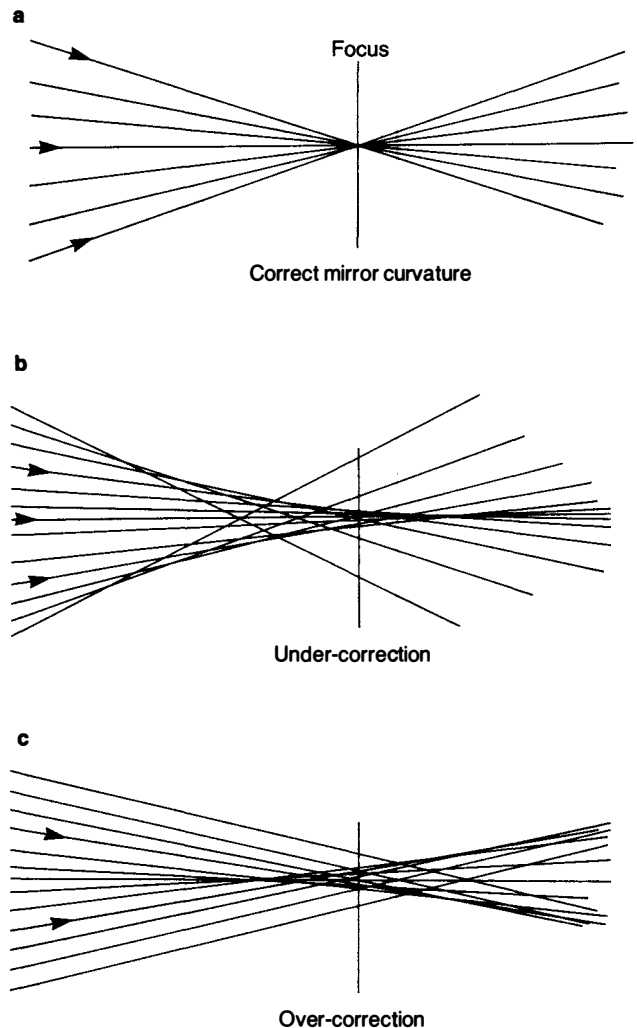 a
Focus
Correct mirror curvature
b
Under-correction
c
Over-correction